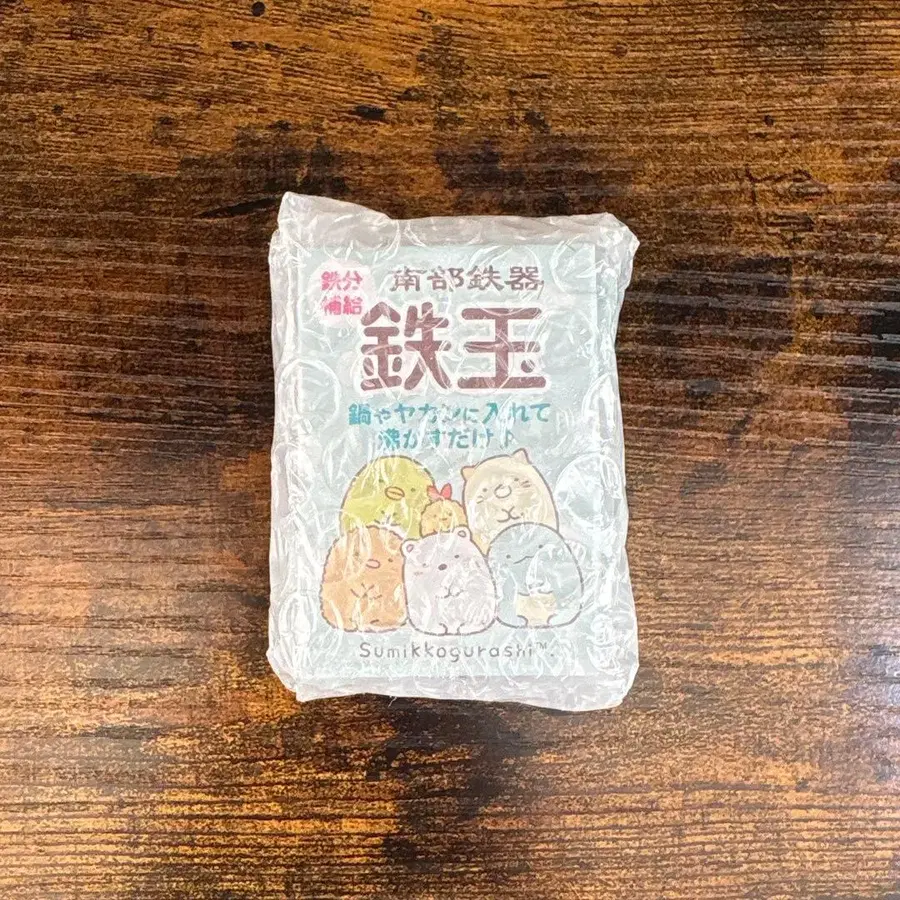 鉄分
補給
南部鉄器
鉄玉
鍋やヤカンに入れて
沸かすだけ♪
Sumikkogurashi™